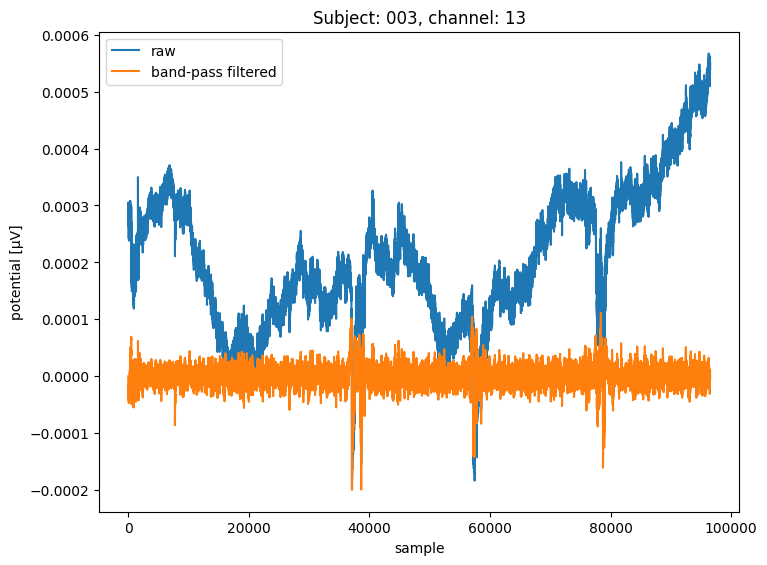 Subject: 003, channel: 13
raw
band-pass filtered
potential [µV]
0.0006
0.0005
0.0004
0.0003
0.0002
0.0001
0.0000
−0.0001
−0.0002
0 20000 40000 60000 80000 100000
sample